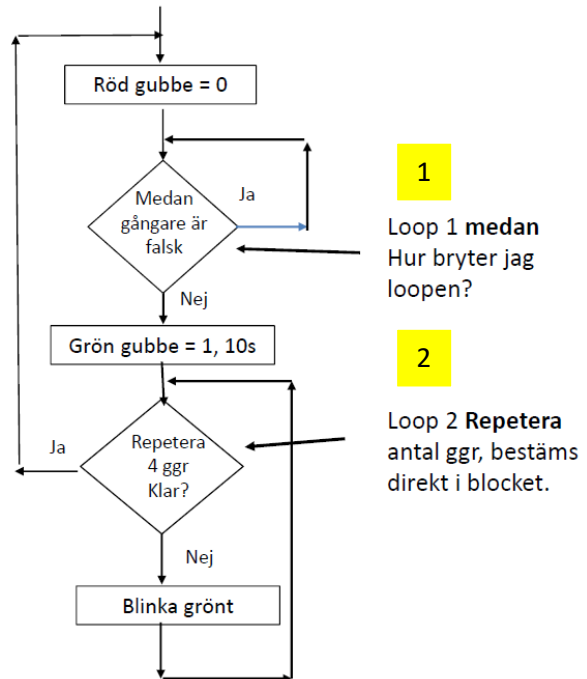 Röd gubbe = 0
Medan
gångare är
falsk
Ja
Nej
1
Loop 1 medan
Hur bryter jag
loopen?
Grön gubbe = 1, 10s
2
Loop 2 Repetera
antal ggr, bestäms
direkt i blocket.
Ja
Repetera
4 ggr
Klar?
Nej
Blinka grönt